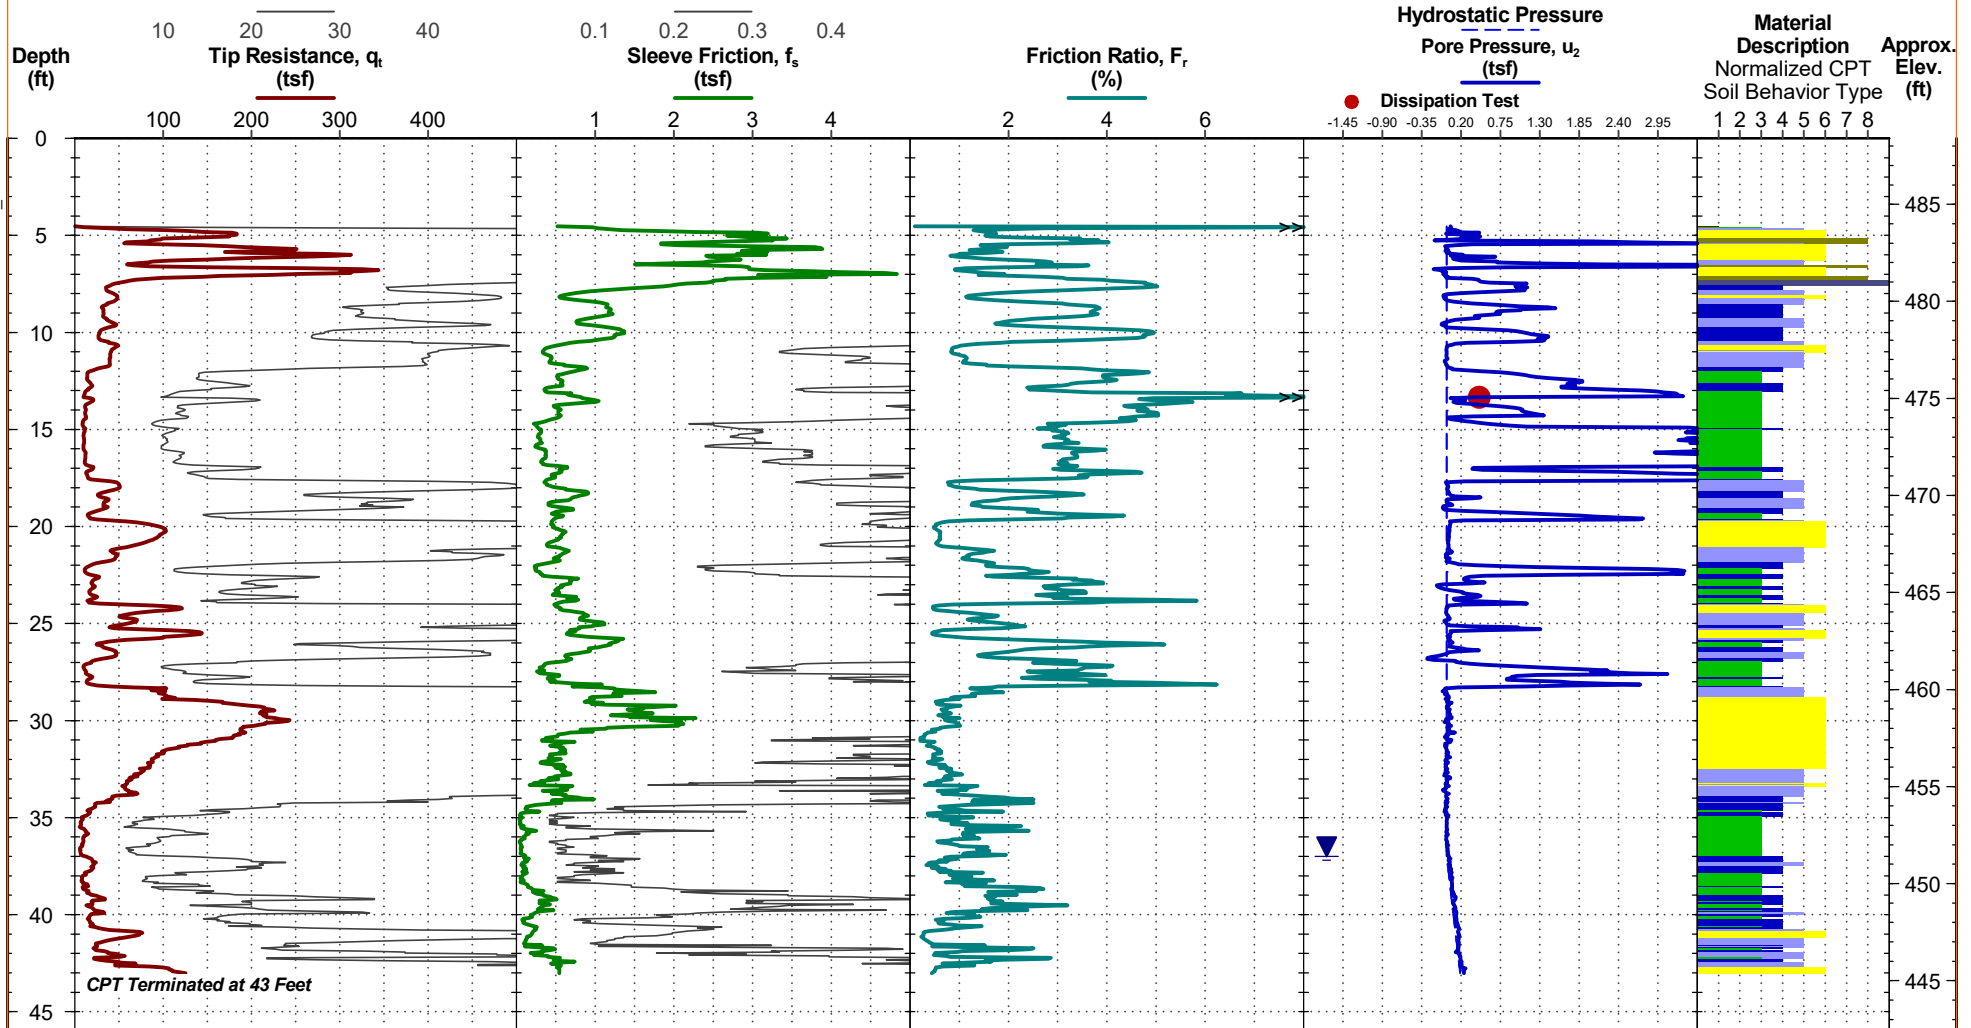 10 20 30 40
0.1 0.2 0.3 0.4
Depth
(ft)
Tip Resistance, qt
(tsf)
100 200 300 400
Sleeve Friction, fs
(tsf)
1 2 3 4
Friction Ratio, Fr
(%)
2 4 6
Hydrostatic Pressure
Pore Pressure, u2
(tsf)
Dissipation Test
-1.45 -0.90 -0.35 0.20 0.75 1.30 1.85 2.40 2.95
Material
Description
Normalized CPT
Soil Behavior Type
1 2 3 4 5 6 7 8
Approx.
Elev.
(ft)
0
5
10
15
20
25
30
35
40
45
485
480
475
470
465
460
455
450
445
CPT Terminated at 43 Feet